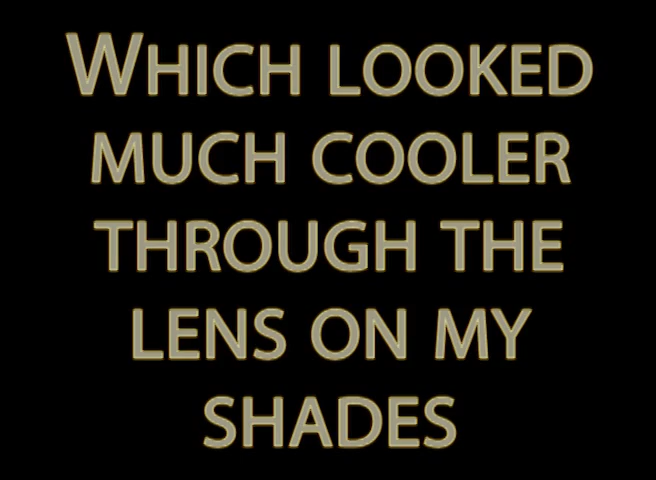 Which looked
much cooler
through the
lens on my
shades